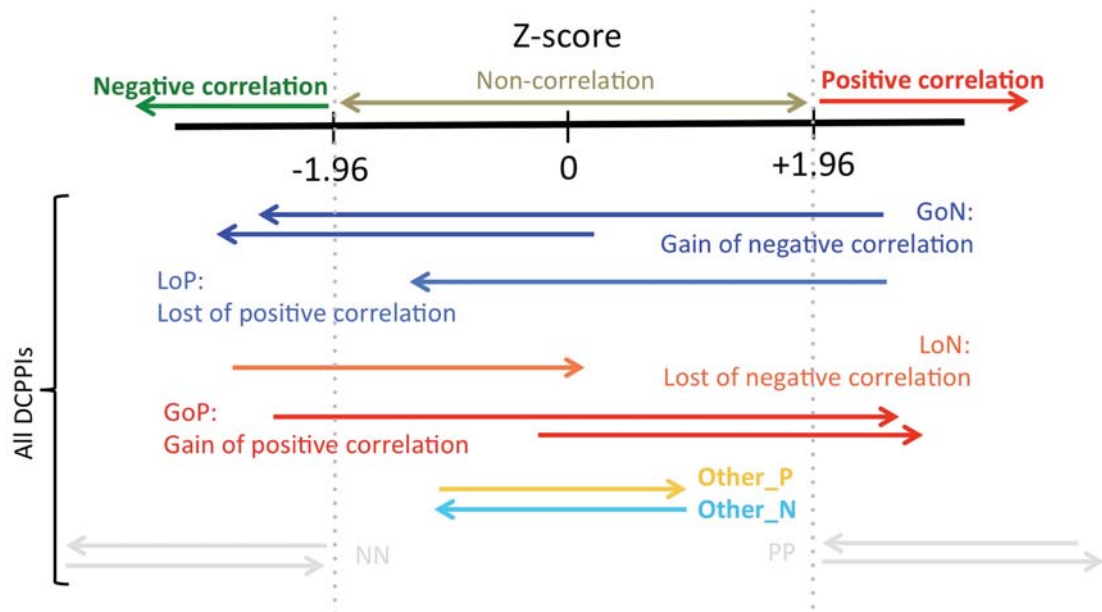 Z-score
Negative correlation
Non-correlation
Positive correlation
-1.96
0
+1.96
All DCPPIs
GoN:
Gain of negative correlation
LoP:
Lost of positive correlation
LoN:
Lost of negative correlation
GoP:
Gain of positive correlation
Other_P
Other_N
NN
PP